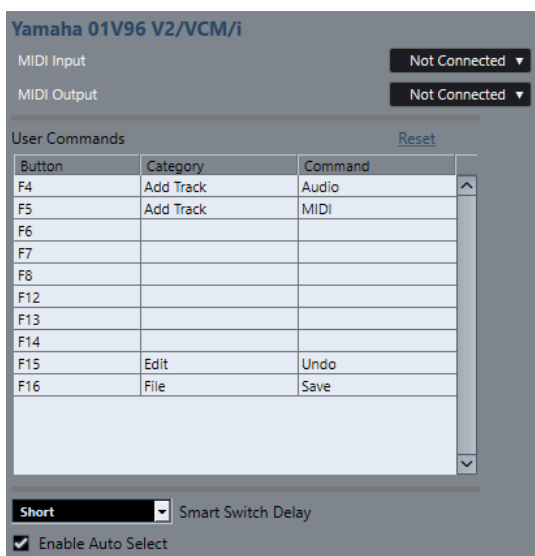 Yamaha 01V96 V2/VCM/i
MIDI Input Not Connected
MIDI Output Not Connected
User Commands Reset
Button Category Command
F4 Add Track Audio
F5 Add Track MIDI
F6
F7
F8
F12
F13
F14
F15 Edit Undo
F16 File Save
Short Smart Switch Delay
Enable Auto Select